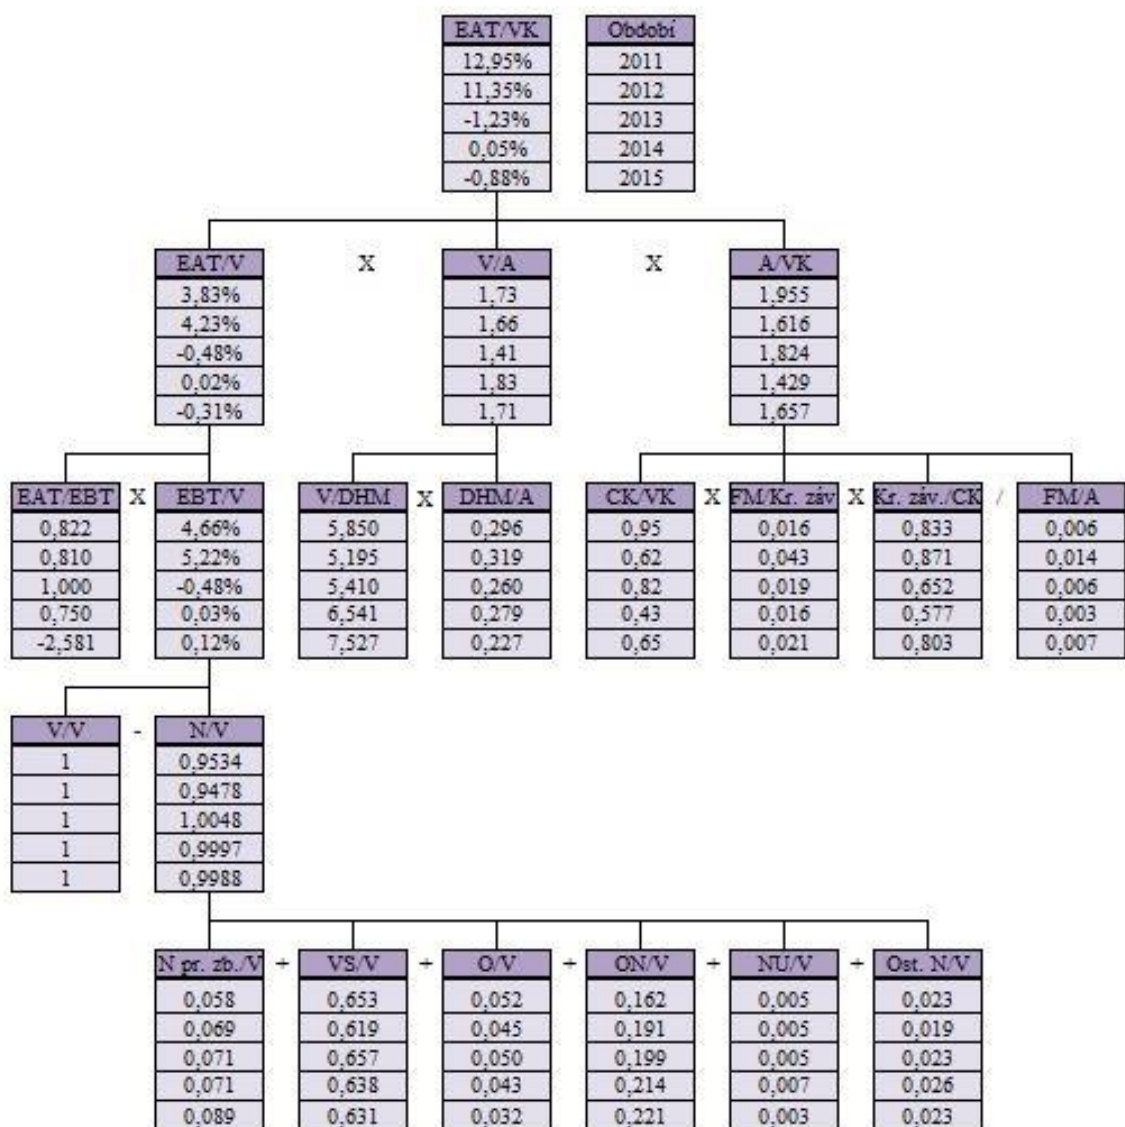 EAT/VK Období
12,95% 2011
11,35% 2012
-1,23% 2013
0,05% 2014
-0,88% 2015
EAT/V X V/A X A/VK
3,83% 1,73 1,955
4,23% 1,66 1,616
-0,48% 1,41 1,824
0,02% 1,83 1,429
-0,31% 1,71 1,657
EAT/EBT X EBT/V V/DHM X DHM/A CK/VK X FM/Kr. záv X Kr. záv./CK / FM/A
0,822 4,66% 5,850 0,296 0,95 0,016 0,833 0,006
0,810 5,22% 5,195 0,319 0,62 0,043 0,871 0,014
1,000 -0,48% 5,410 0,260 0,82 0,019 0,652 0,006
0,750 0,03% 6,541 0,279 0,43 0,016 0,577 0,003
-2,581 0,12% 7,527 0,227 0,65 0,021 0,803 0,007
V/V - N/V
1 0,9534
1 0,9478
1 1,0048
1 0,9997
1 0,9988
N pr. zb./V + VS/V + O/V + ON/V + NU/V + Ost. N/V
0,058 0,653 0,052 0,162 0,005 0,023
0,069 0,619 0,045 0,191 0,005 0,019
0,071 0,657 0,050 0,199 0,005 0,023
0,071 0,638 0,043 0,214 0,007 0,026
0,089 0,631 0,032 0,221 0,003 0,023